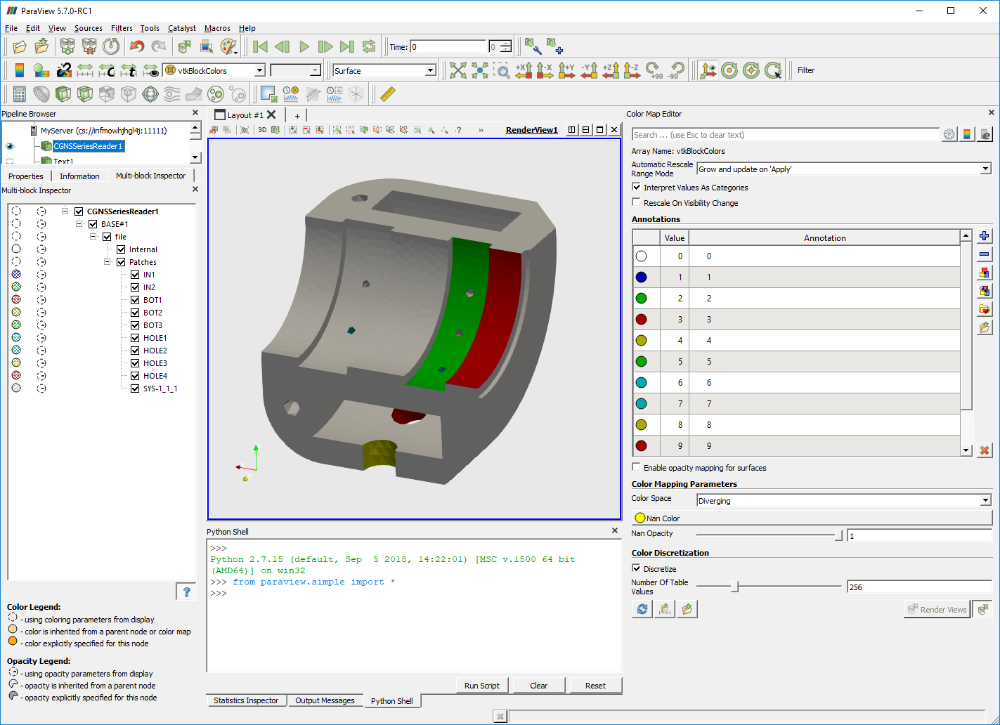 ParaView 5.7.0-RC1
File Edit View Sources Filters Tools Catalyst Macros Help
Time: 0 0
vtkBlockColors Surface +X -X +Y -Y +Z -Z +90 -90 Filter
Pipeline Browser
MyServer (cs://infmowhjhgl4j:11111)
CGNSSeriesReader1
Text1
Properties Information Multi-block Inspector
Multi-block Inspector
CGNSSeriesReader1
BASE#1
file
Internal
Patches
IN1
IN2
BOT1
BOT2
BOT3
HOLE1
HOLE2
HOLE3
HOLE4
SYS-1_1_1
?
Color Legend:
- using coloring parameters from display
- color is inherited from a parent node or color map
- color explicitly specified for this node
Opacity Legend:
- using opacity parameters from display
- opacity is inherited from a parent node
- opacity explicitly specified for this node
Layout #1 +
3D ? » RenderView1
Python Shell
>>>
Python 2.7.15 (default, Sep  5 2018, 14:22:01) [MSC v.1500 64 bit
(AMD64)] on win32
>>> from paraview.simple import *
>>>
Run Script Clear Reset
Statistics Inspector Output Messages Python Shell
Color Map Editor
Search ... (use Esc to clear text)
Array Name: vtkBlockColors
Automatic Rescale
Range Mode
Grow and update on 'Apply'
Interpret Values As Categories
Rescale On Visibility Change
Annotations
Value Annotation
0 0
1 1
2 2
3 3
4 4
5 5
6 6
7 7
8 8
9 9
Enable opacity mapping for surfaces
Color Mapping Parameters
Color Space Diverging
Nan Color
Nan Opacity 1
Color Discretization
Discretize
Number Of Table
Values
256
Render Views